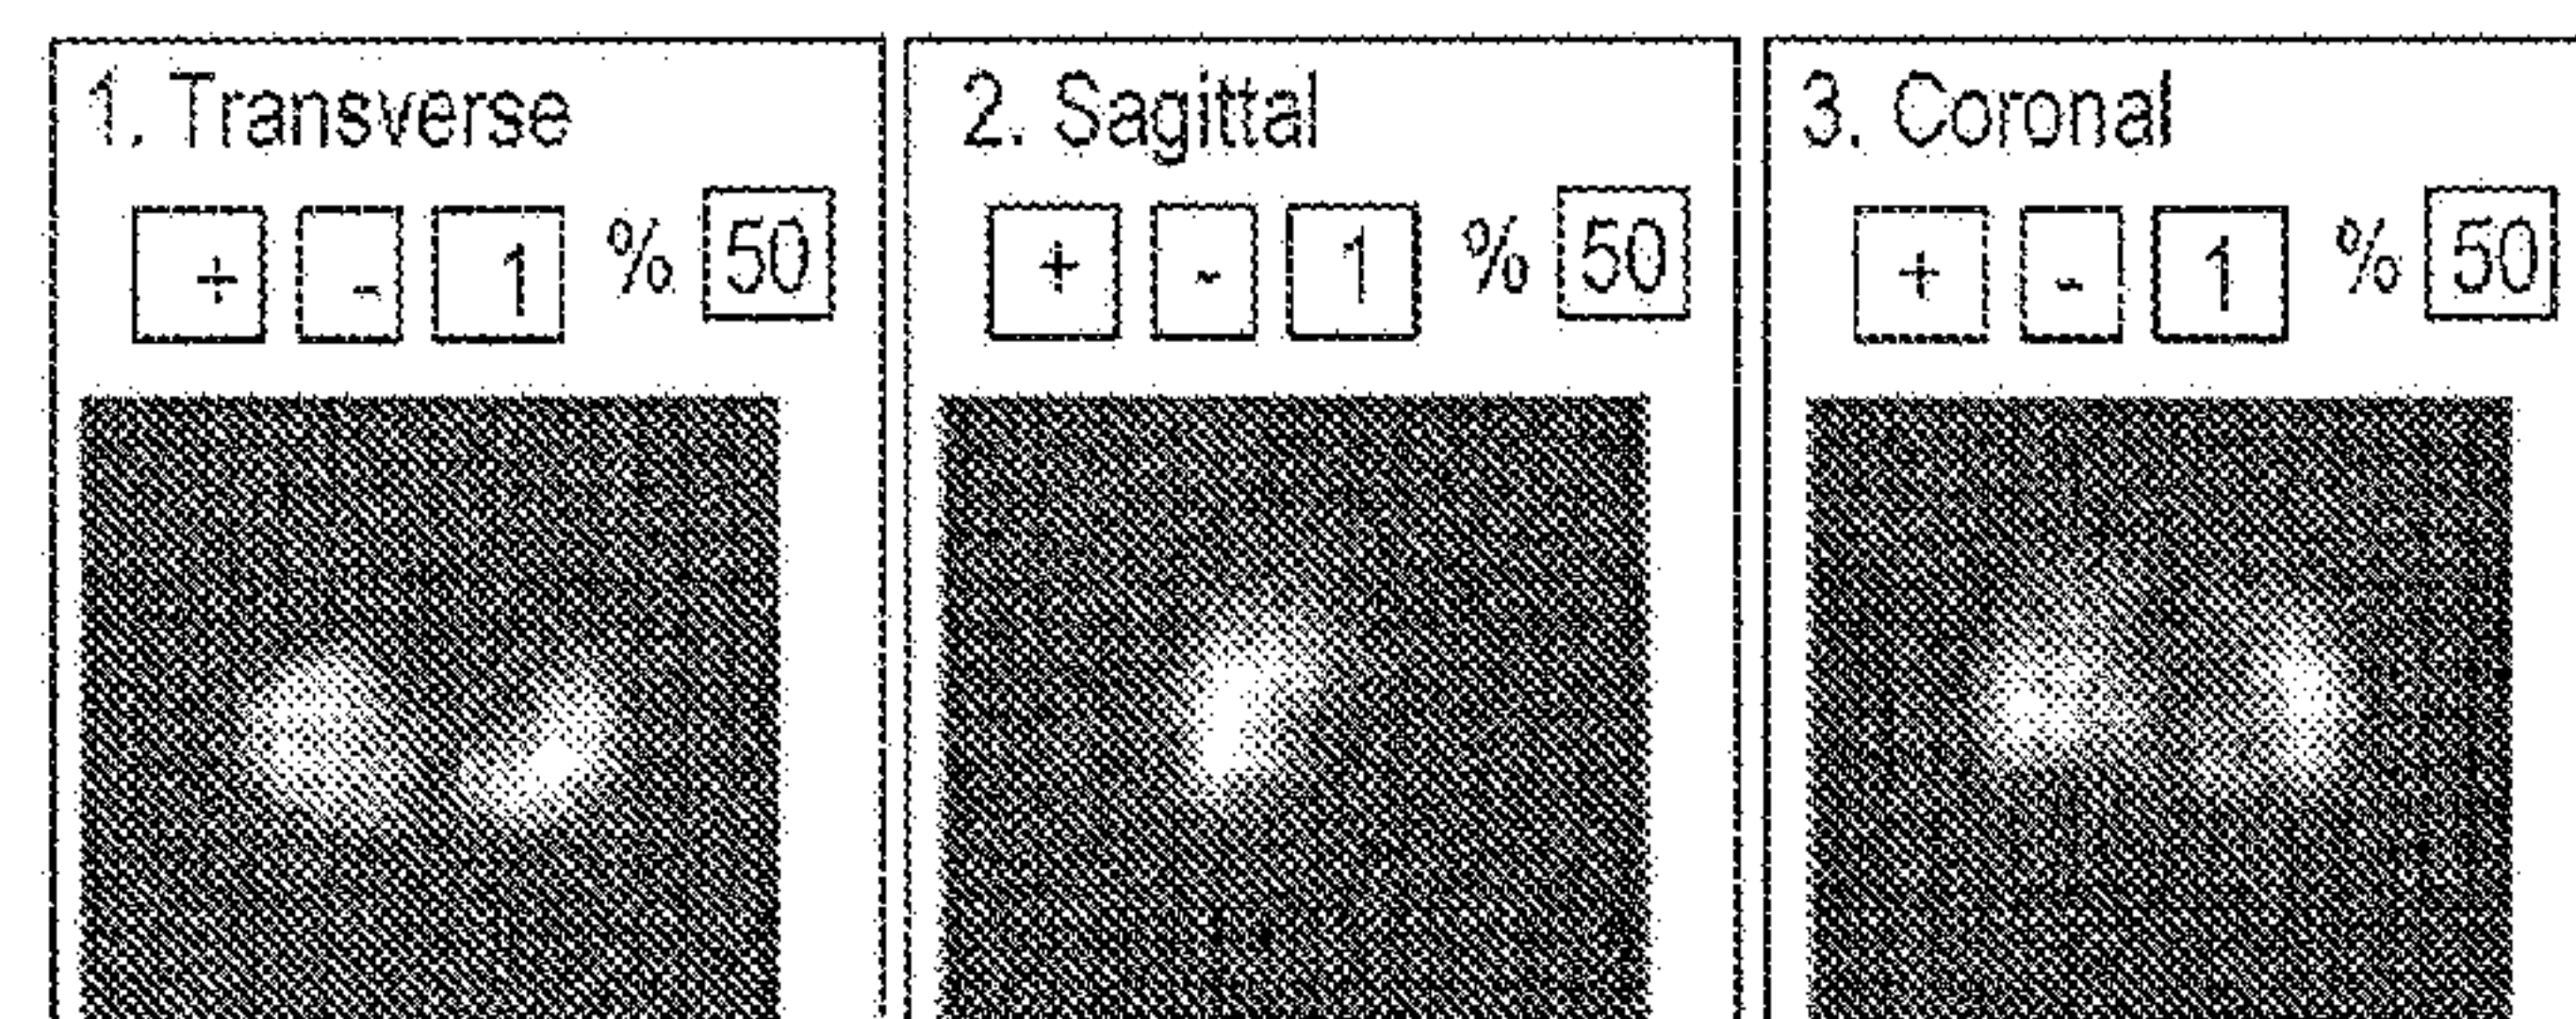 1. Transverse
+ - 1 % 50
2. Sagittal
+ - 1 % 50
3. Coronal
+ - 1 % 50